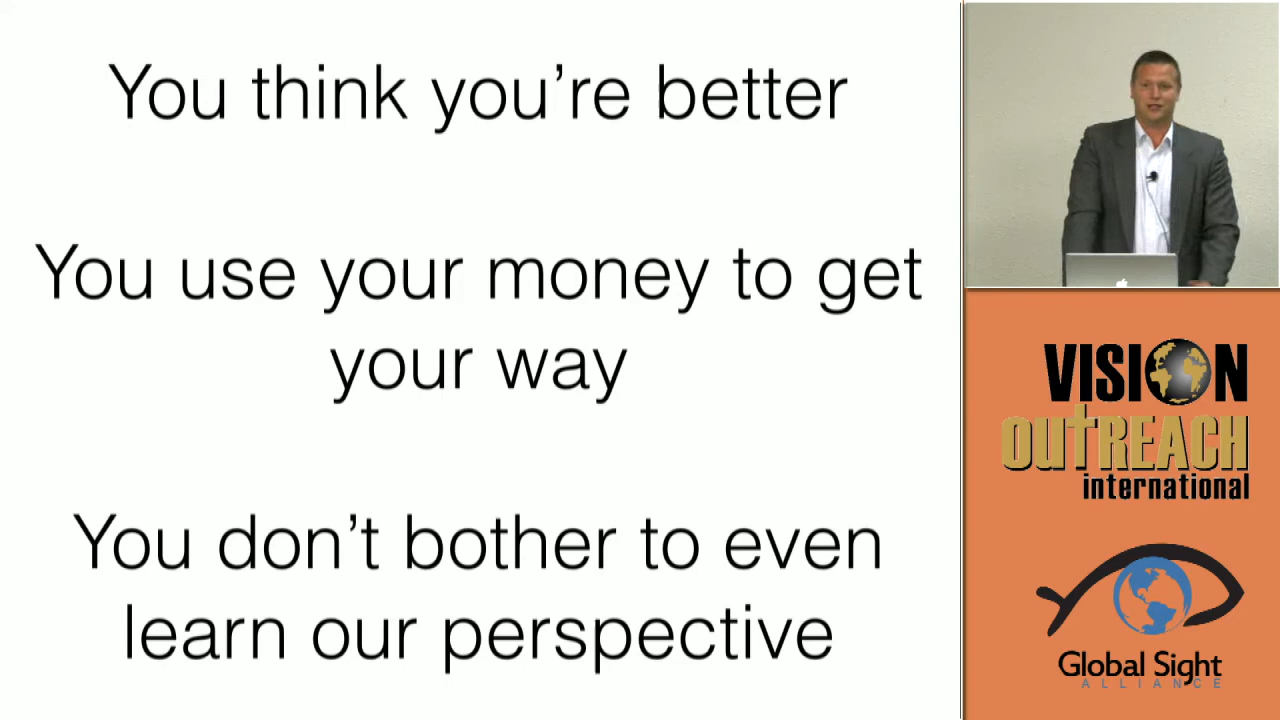 You think you're better
You use your money to get
your way
You don't bother to even
learn our perspective
VISION
OUTREACH
international
Global Sight
ALLIANCE